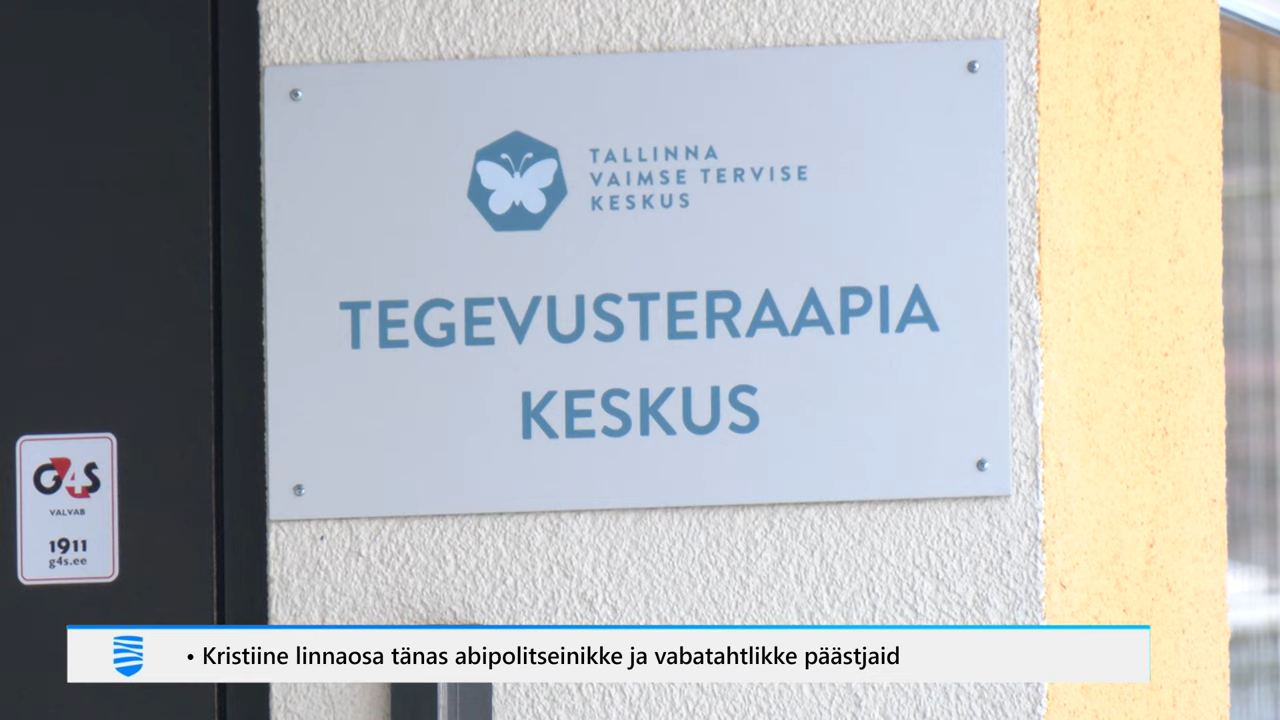 TALLINNA
VAIMSE TERVISE
KESKUS
TEGEVUSTERAAPIA
KESKUS
G4S
VALVAB
1911
g4s.ee
• Kristiine linnaosa tänas abipolitseinikke ja vabatahtlikke päästjaid